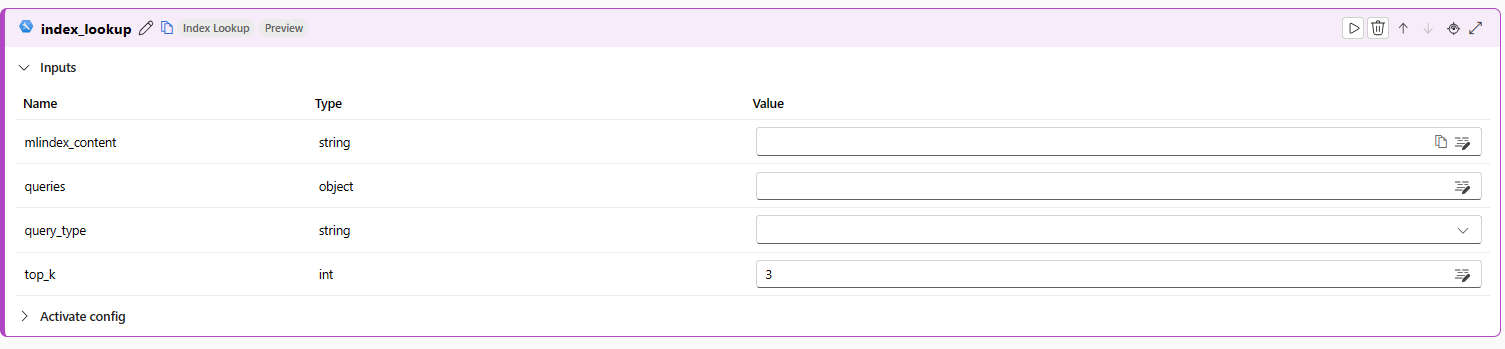 index_lookup Index Lookup Preview
Inputs
Name Type Value
mlindex_content string
queries object
query_type string
top_k int 3
Activate config